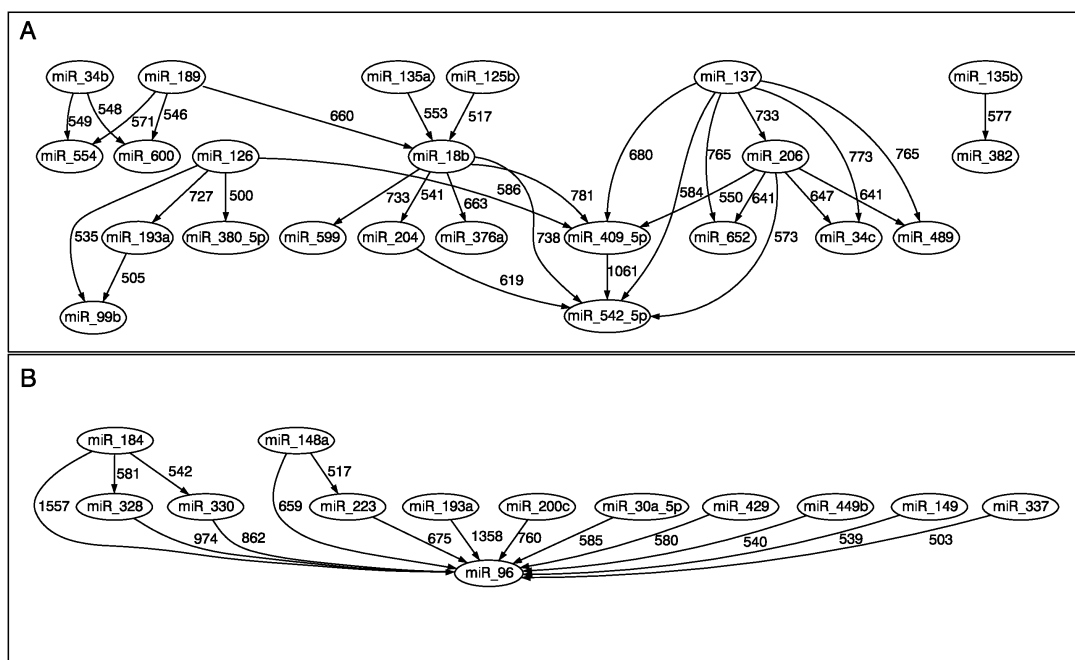 A
miR_34b miR_189 miR_135a miR_125b miR_137 miR_135b
549 548 571 546 660 553 517 733 577
miR_554 miR_600 miR_126 miR_18b miR_206 miR_382
680 765 773 765
727 500 586 733 541 663 781 584 550 641 647 641
535 miR_193a miR_380_5p miR_599 miR_204 miR_376a 738 miR_409_5p miR_652 573 miR_34c miR_489
505 619 1061
miR_99b miR_542_5p
B
miR_184 miR_148a
581 542 517
1557 miR_328 miR_330 659 miR_223 miR_193a miR_200c miR_30a_5p miR_429 miR_449b miR_149 miR_337
974 862 675 1358 760 585 580 540 539 503
miR_96